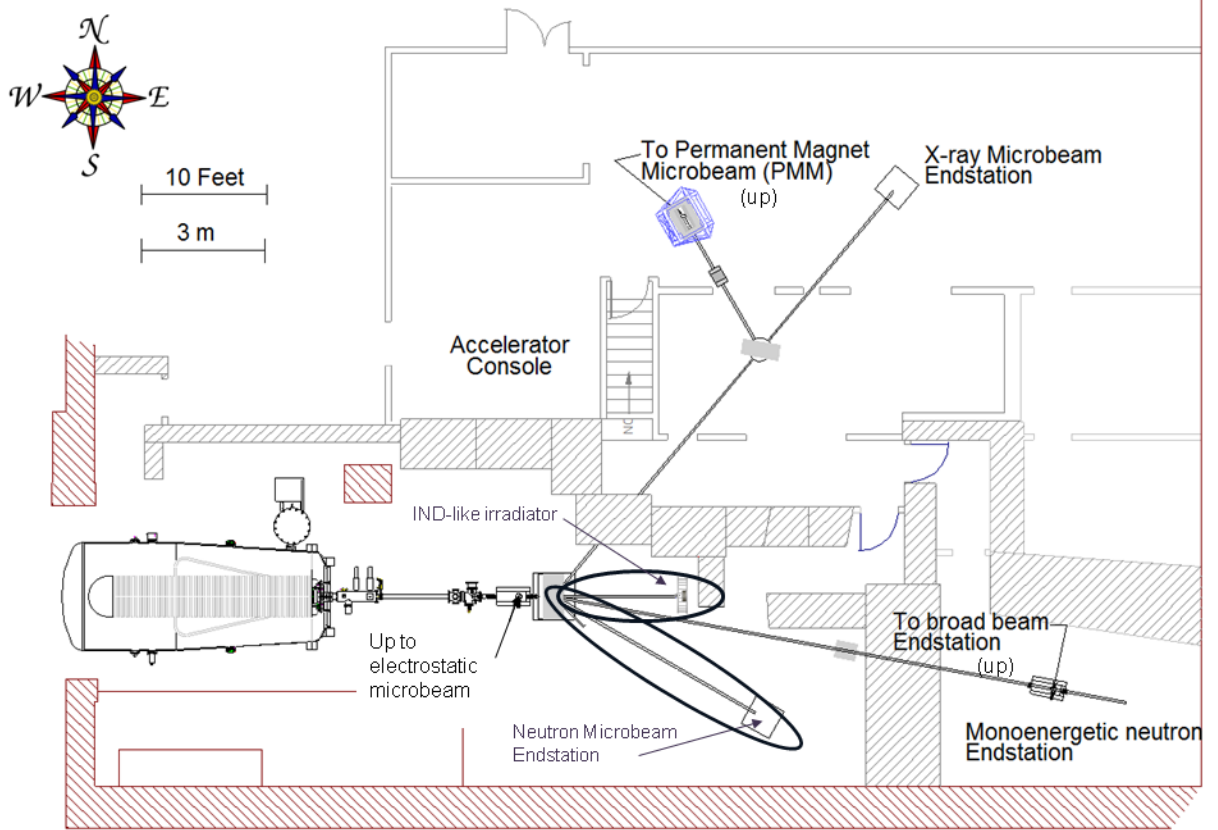 N
W
E
S
10 Feet
3 m
To Permanent Magnet
Microbeam (PMM)
(up)
X-ray Microbeam
Endstation
Accelerator
Console
DN
IND-like irradiator
Up to
electrostatic
microbeam
To broad beam
Endstation
(up)
Neutron Microbeam
Endstation
Monoenergetic neutron
Endstation